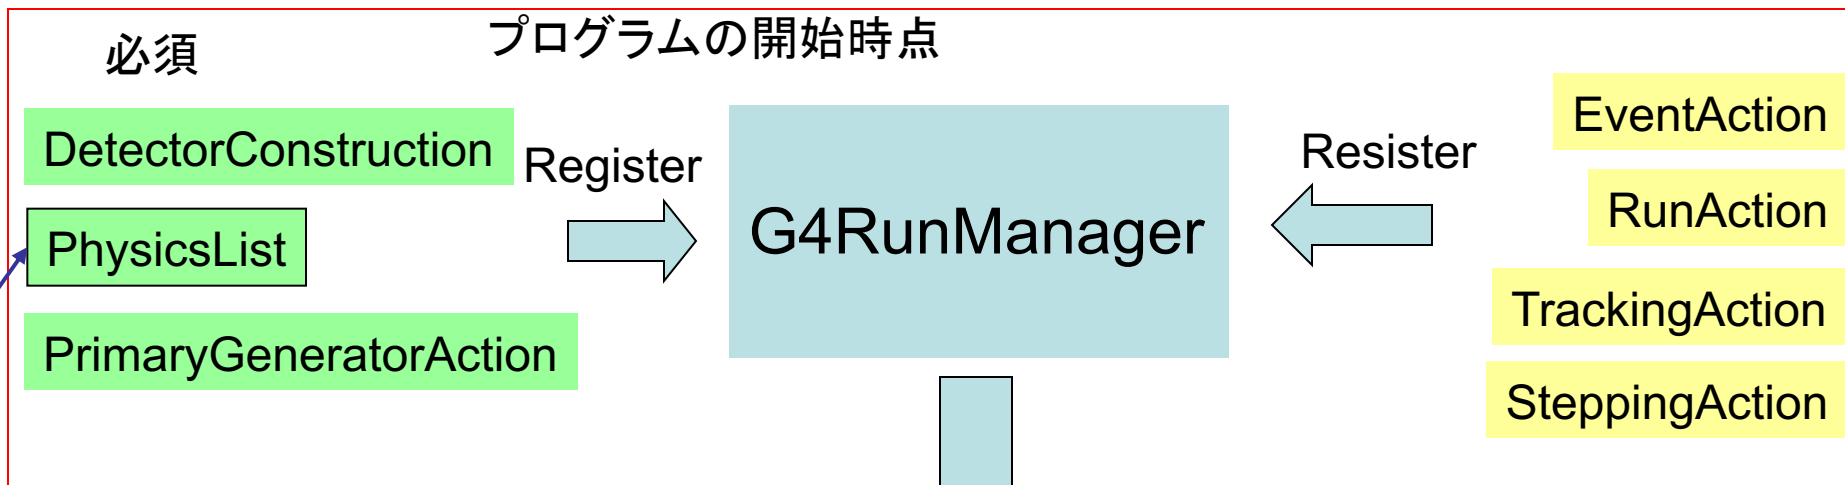 必須
プログラムの開始時点
DetectorConstruction
PhysicsList
PrimaryGeneratorAction
Register
G4RunManager
Resister
EventAction
RunAction
TrackingAction
SteppingAction